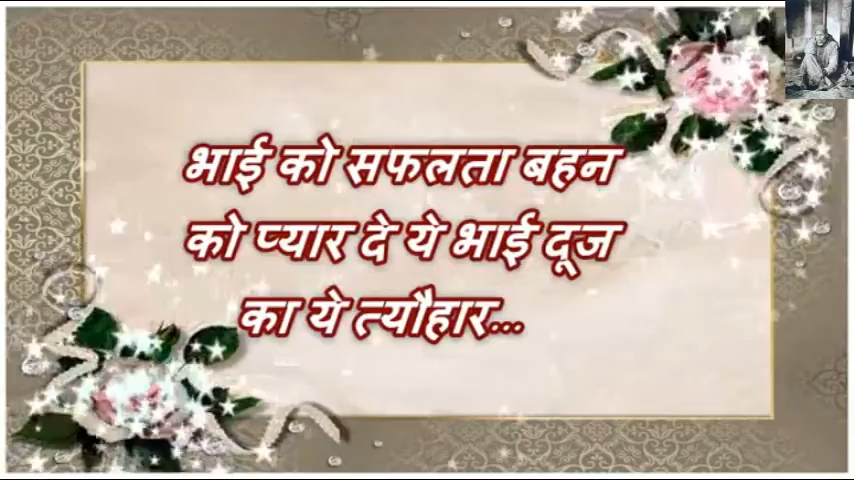 भाई को सफलता बहन
को प्यार दे ये भाई दूज
का ये त्यौहार...